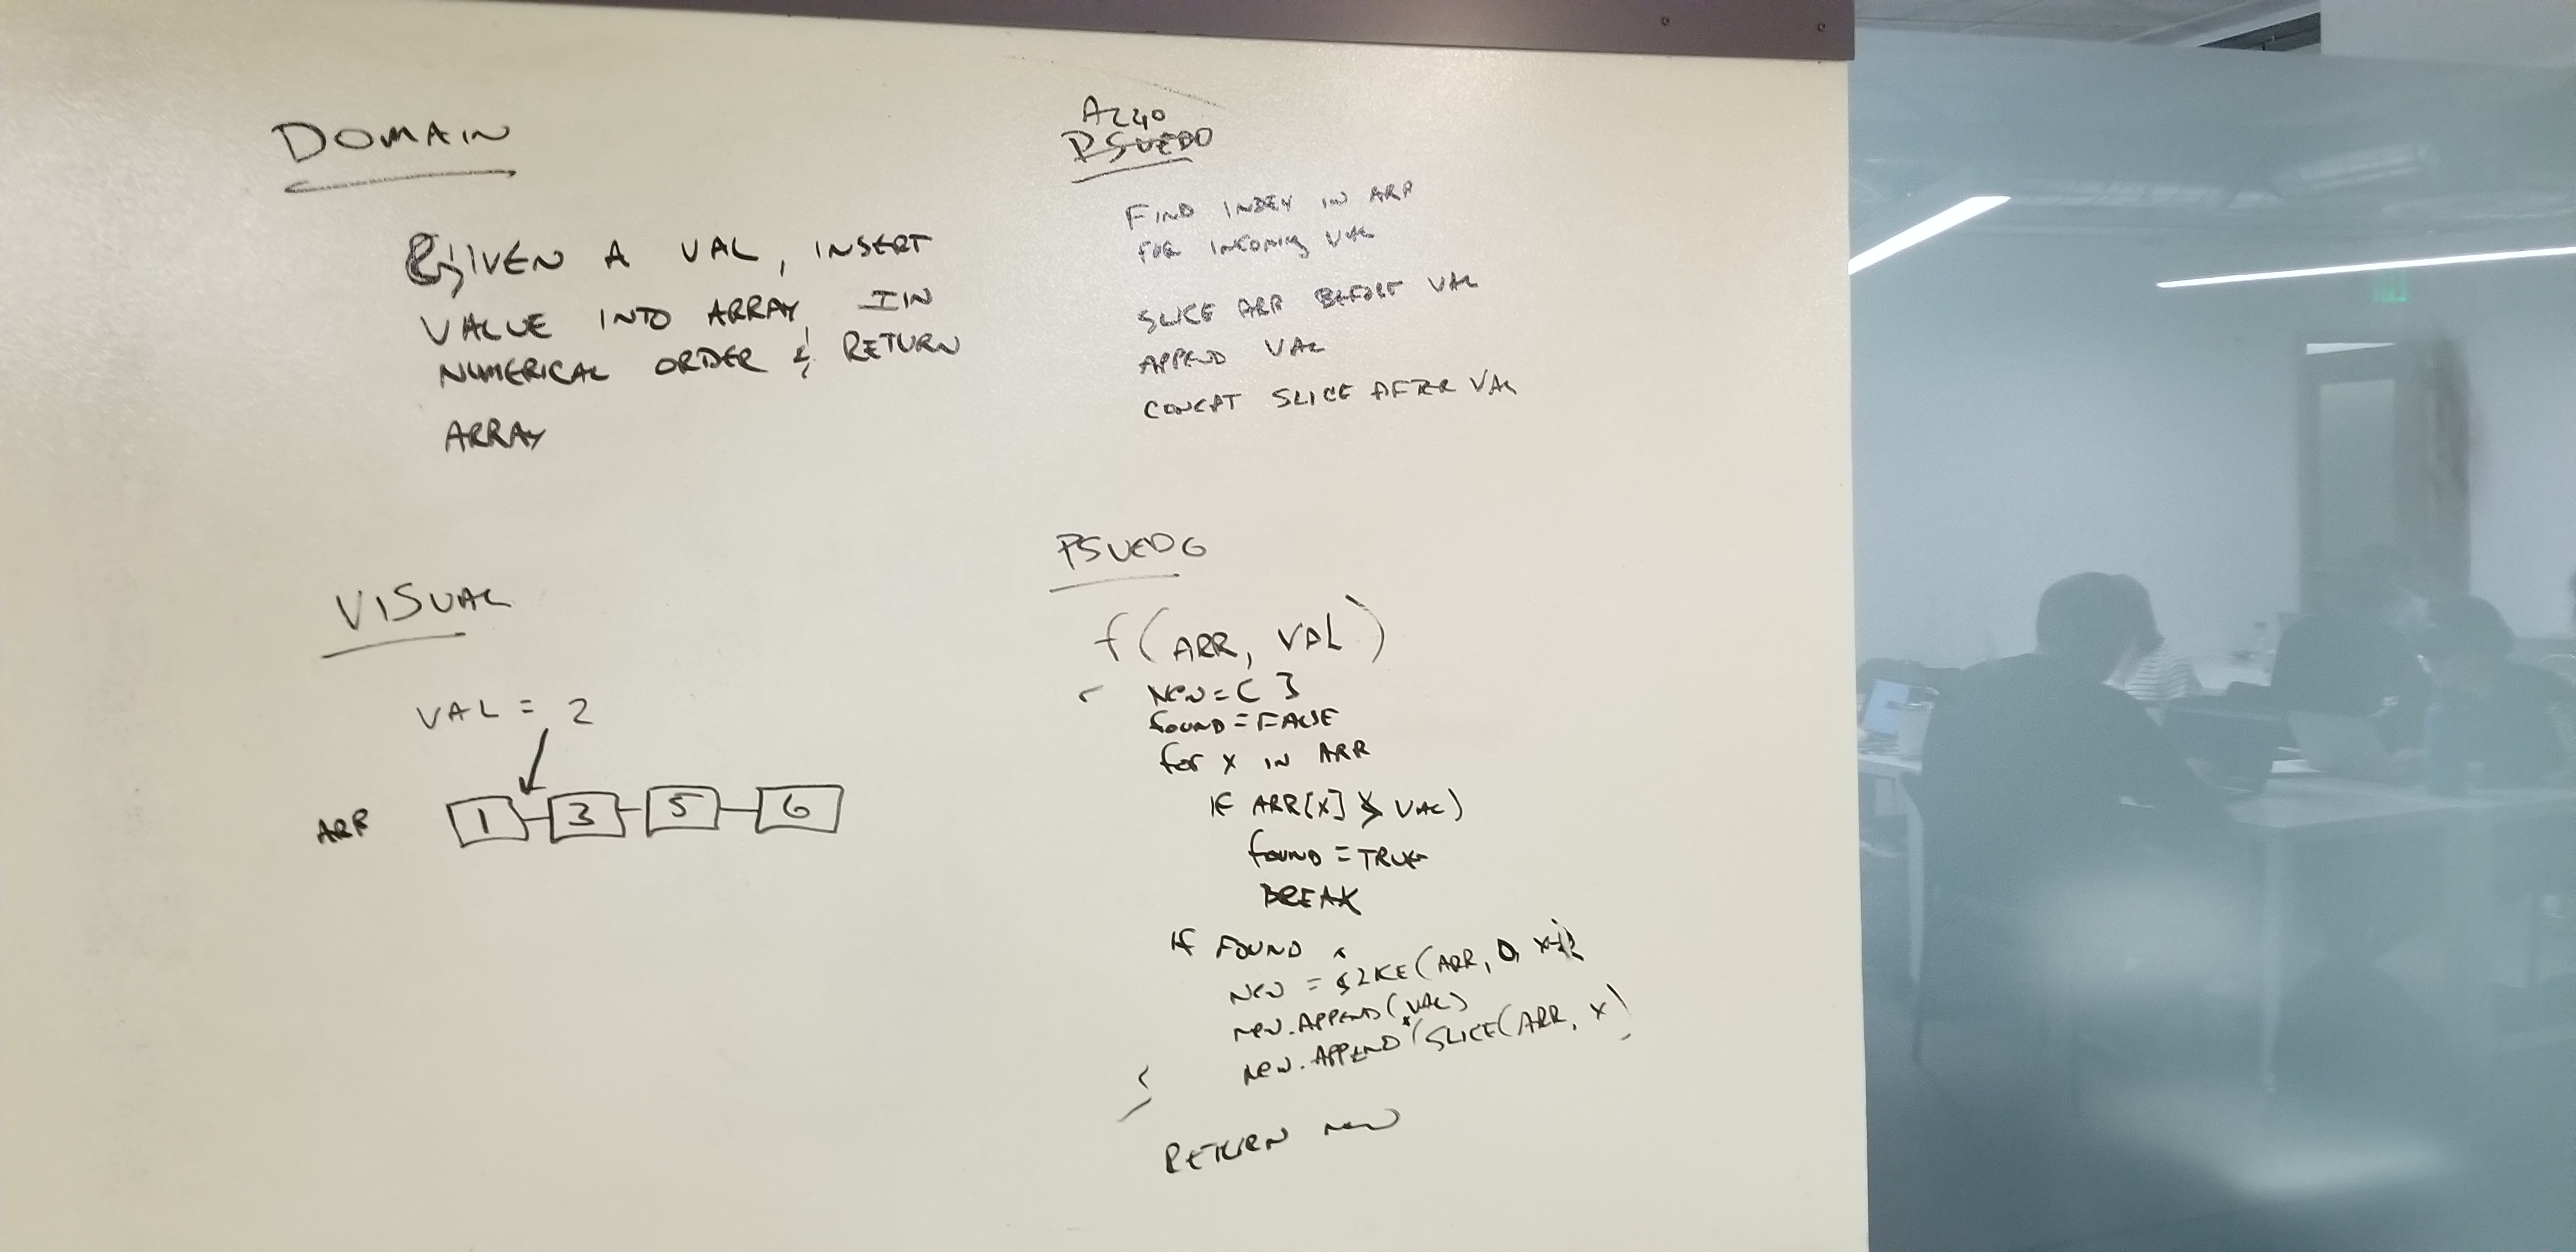 DOMAIN
GIVEN A VAL, INSERT
VALUE INTO ARRAY, IN
NUMERICAL ORDER & RETURN
ARRAY
VISUAL
VAL = 2
ARR 1 3 5 6
ALGO
PSUEDO
FIND INDEX IN ARR
FOR INCOMING VAL
SLICE ARR BEFORE VAL
APPEND VAL
CONCAT SLICE AFTER VAL
PSUEDO
f(ARR, VAL)
NEW = [ ]
FOUND = FALSE
for x IN ARR
IF ARR[X] > VAL)
FOUND = TRUE
BREAK
IF FOUND
NEW = SLICE(ARR, 0,
NEW.APPEND(VAL)
NEW.APPEND(SLICE(ARR, X)
RETURN NEW